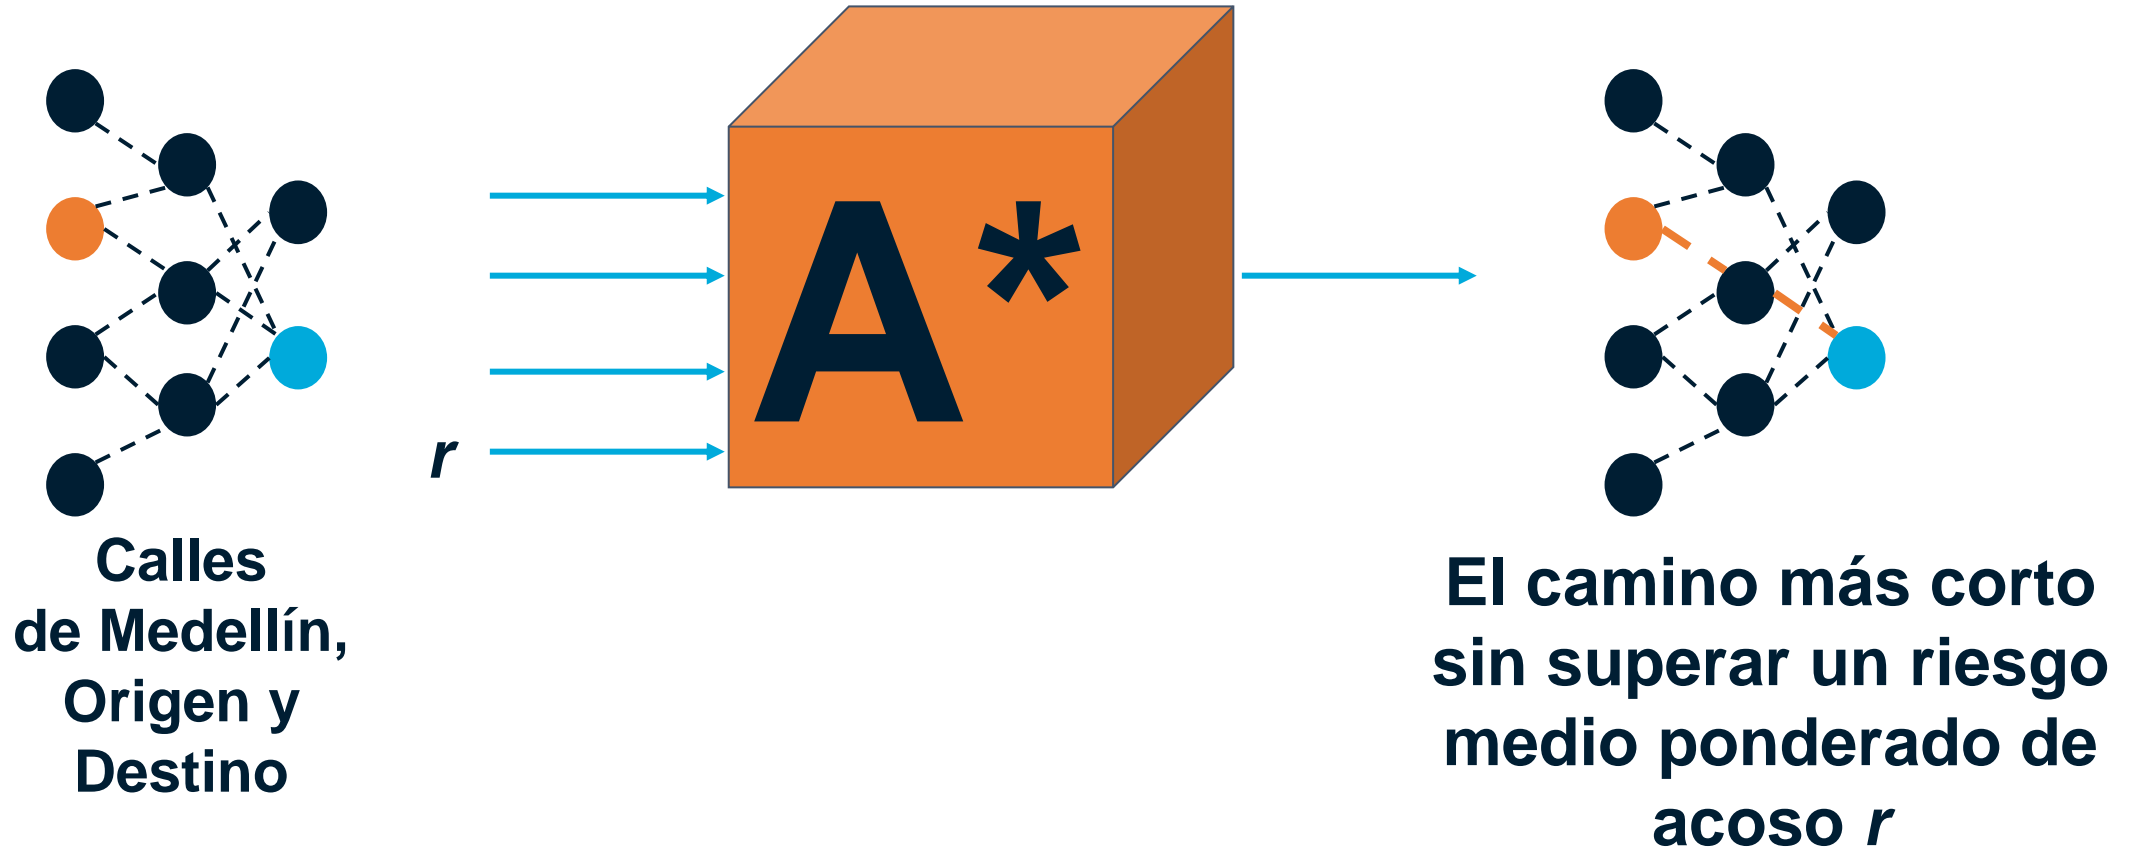 A*
r
Calles
de Medellín,
Origen y
Destino
El camino más corto
sin superar un riesgo
medio ponderado de
acoso r